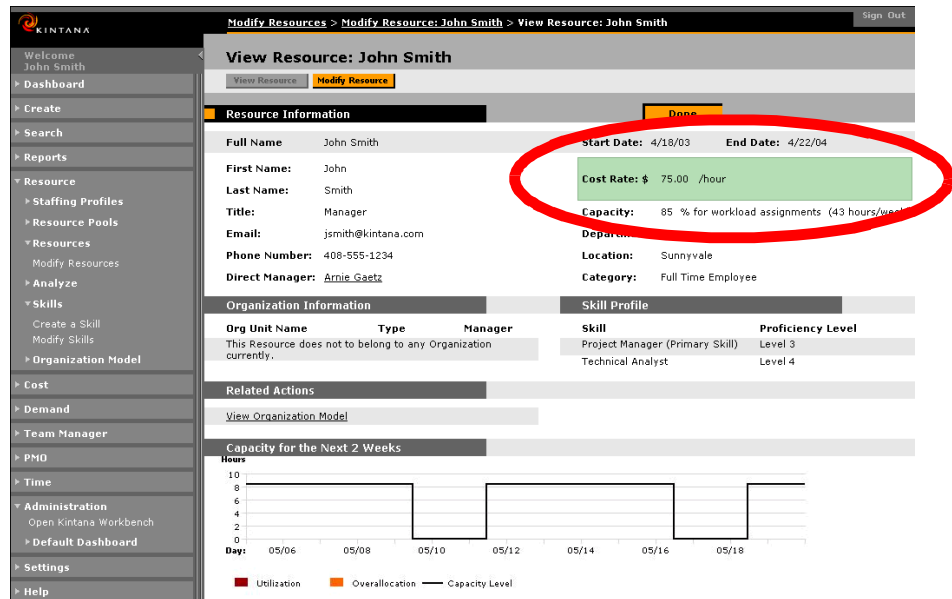 KINTANA
Modify Resources > Modify Resource: John Smith > View Resource: John Smith
Sign Out
Welcome
John Smith
Dashboard
Create
Search
Reports
Resource
Staffing Profiles
Resource Pools
Resources
Modify Resources
Analyze
Skills
Create a Skill
Modify Skills
Organization Model
Cost
Demand
Team Manager
PMO
Time
Administration
Open Kintana Workbench
Default Dashboard
Settings
Help
View Resource: John Smith
View Resource Modify Resource
Resource Information
Done
Full Name John Smith
Start Date: 4/18/03 End Date: 4/22/04
First Name: John
Cost Rate: $ 75.00 /hour
Last Name: Smith
Title: Manager
Capacity: 85 % for workload assignments (43 hours/week
Email: jsmith@kintana.com
Phone Number: 408-555-1234
Location: Sunnyvale
Direct Manager: Arnie Gaetz
Category: Full Time Employee
Organization Information
Org Unit Name Type Manager
This Resource does not to belong to any Organization
currently.
Skill Profile
Skill Proficiency Level
Project Manager (Primary Skill) Level 3
Technical Analyst Level 4
Related Actions
View Organization Model
Capacity for the Next 2 Weeks
Hours
10
8
6
4
2
0
Day: 05/06 05/08 05/10 05/12 05/14 05/16 05/18
Utilization Overallocation Capacity Level